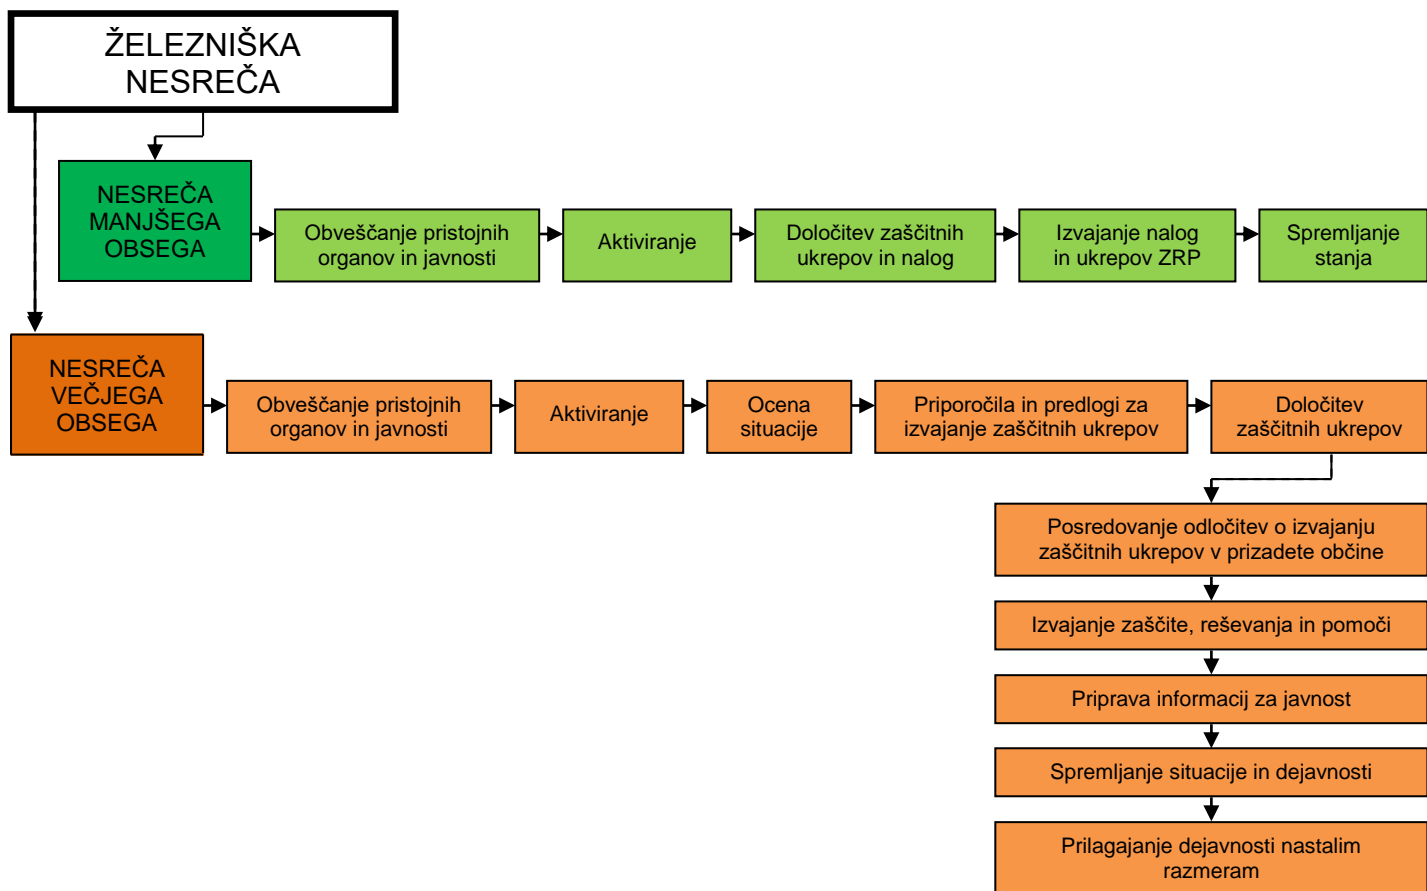 ŽELEZNIŠKA
NESREČA
NESREČA
MANJŠEGA
OBSEGA
Obveščanje pristojnih
organov in javnosti
Aktiviranje
Določitev zaščitnih
ukrepov in nalog
Izvajanje nalog
in ukrepov ZRP
Spremljanje
stanja
NESREČA
VEČJEGA
OBSEGA
Obveščanje pristojnih
organov in javnosti
Aktiviranje
Ocena
situacije
Priporočila in predlogi za
izvajanje zaščitnih ukrepov
Določitev
zaščitnih ukrepov
Posredovanje odločitev o izvajanju
zaščitnih ukrepov v prizadete občine
Izvajanje zaščite, reševanja in pomoči
Priprava informacij za javnost
Spremljanje situacije in dejavnosti
Prilagajanje dejavnosti nastalim
razmeram